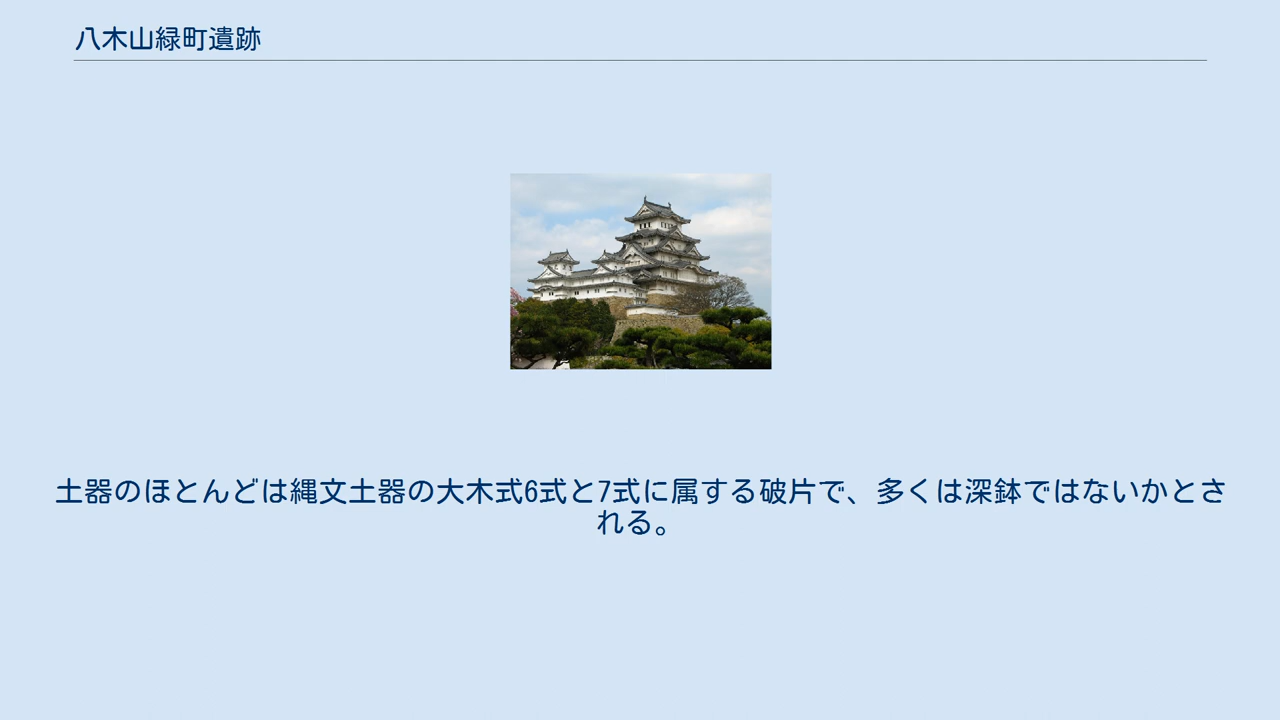 八木山緑町遺跡
土器のほとんどは縄文土器の大木式6式と7式に属する破片で、多くは深鉢ではないかとさ
れる。